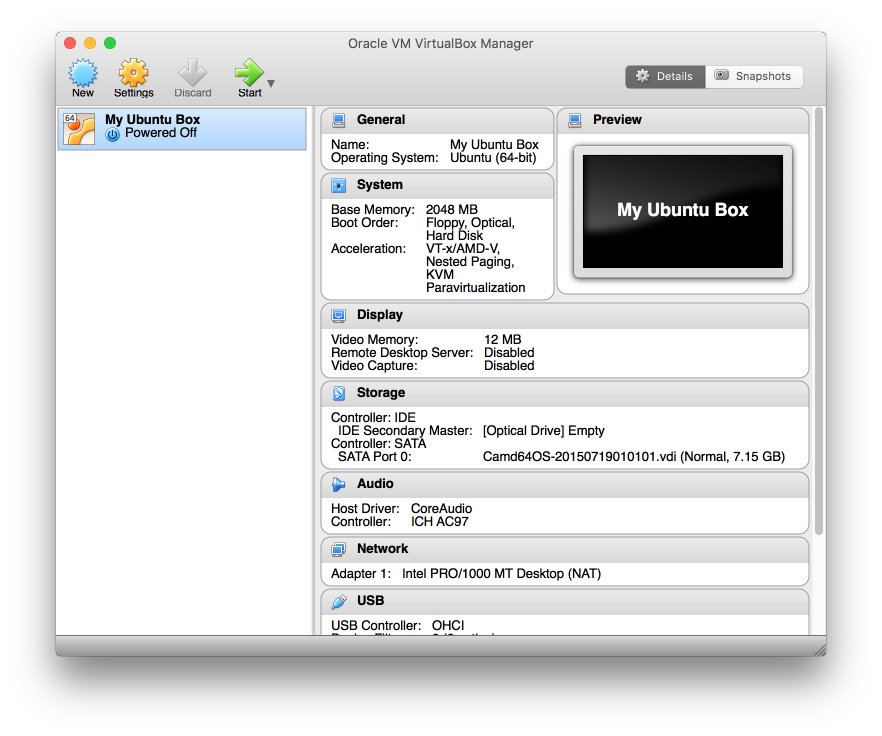 Oracle VM VirtualBox Manager
New Settings Discard Start Details Snapshots
64 My Ubuntu Box
Powered Off
General
Name: My Ubuntu Box
Operating System: Ubuntu (64-bit)
Preview
My Ubuntu Box
System
Base Memory: 2048 MB
Boot Order: Floppy, Optical,
Hard Disk
Acceleration: VT-x/AMD-V,
Nested Paging,
KVM
Paravirtualization
Display
Video Memory: 12 MB
Remote Desktop Server: Disabled
Video Capture: Disabled
Storage
Controller: IDE
IDE Secondary Master: [Optical Drive] Empty
Controller: SATA
SATA Port 0: Camd64OS-20150719010101.vdi (Normal, 7.15 GB)
Audio
Host Driver: CoreAudio
Controller: ICH AC97
Network
Adapter 1: Intel PRO/1000 MT Desktop (NAT)
USB
USB Controller: OHCI